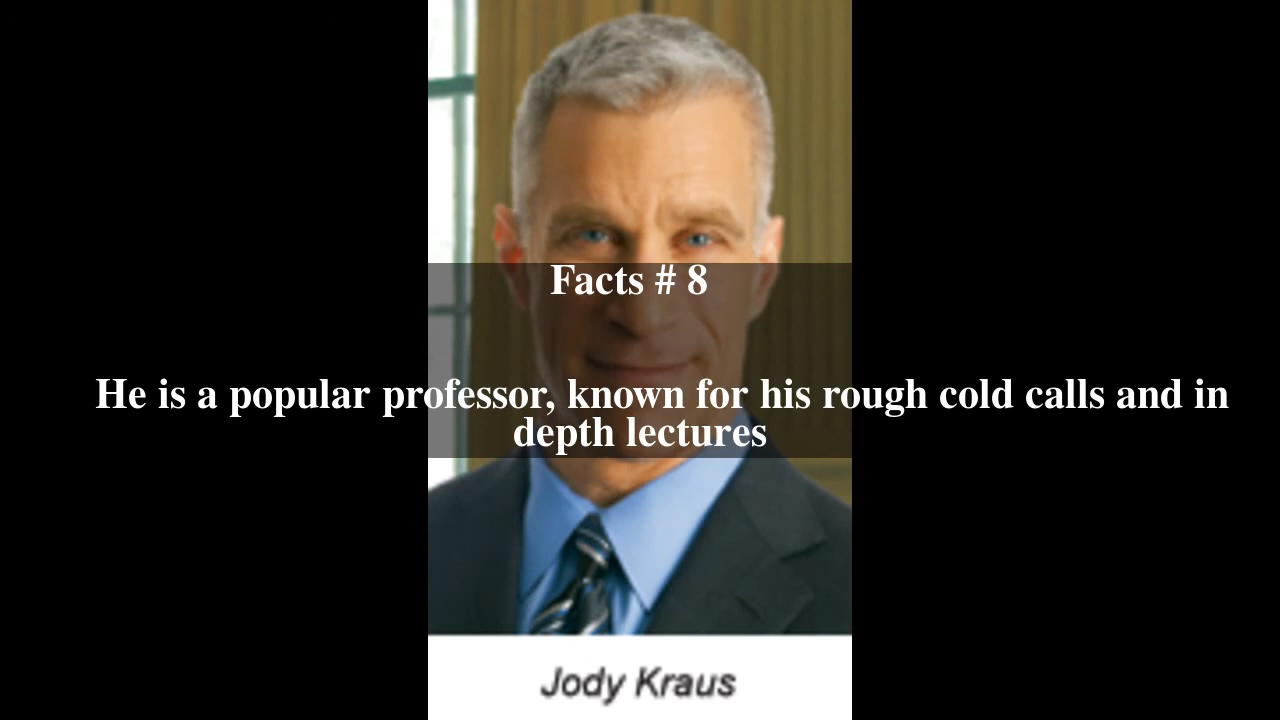 Facts # 8
He is a popular professor, known for his rough cold calls and in
depth lectures
Jody Kraus